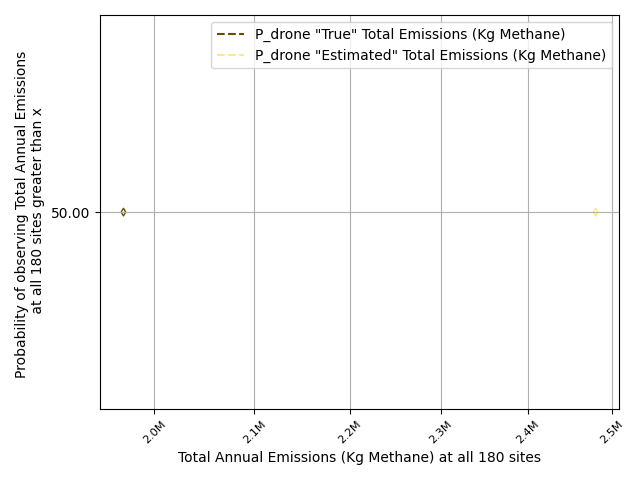 P_drone "True" Total Emissions (Kg Methane)
P_drone "Estimated" Total Emissions (Kg Methane)
Probability of observing Total Annual Emissions
at all 180 sites greater than x
50.00
2.0M
2.1M
2.2M
2.3M
2.4M
2.5M
Total Annual Emissions (Kg Methane) at all 180 sites